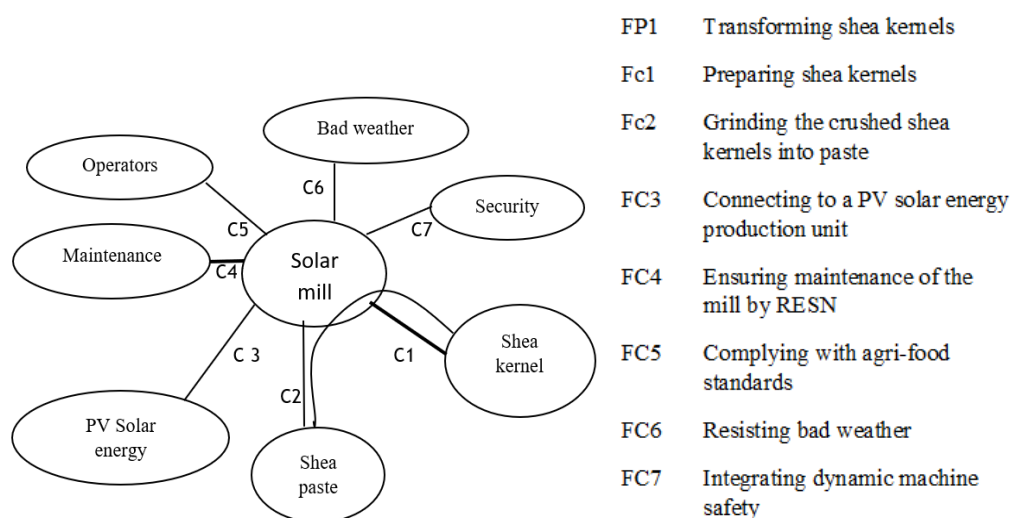 Bad weather
Operators
C6
Security
C5
C7
Maintenance
C4
Solar
mill
C 3
C1
Shea
kernel
C2
PV Solar
energy
Shea
paste
FP1 Transforming shea kernels
Fc1 Preparing shea kernels
Fc2 Grinding the crushed shea
kernels into paste
FC3 Connecting to a PV solar energy
production unit
FC4 Ensuring maintenance of the
mill by RESN
FC5 Complying with agri-food
standards
FC6 Resisting bad weather
FC7 Integrating dynamic machine
safety